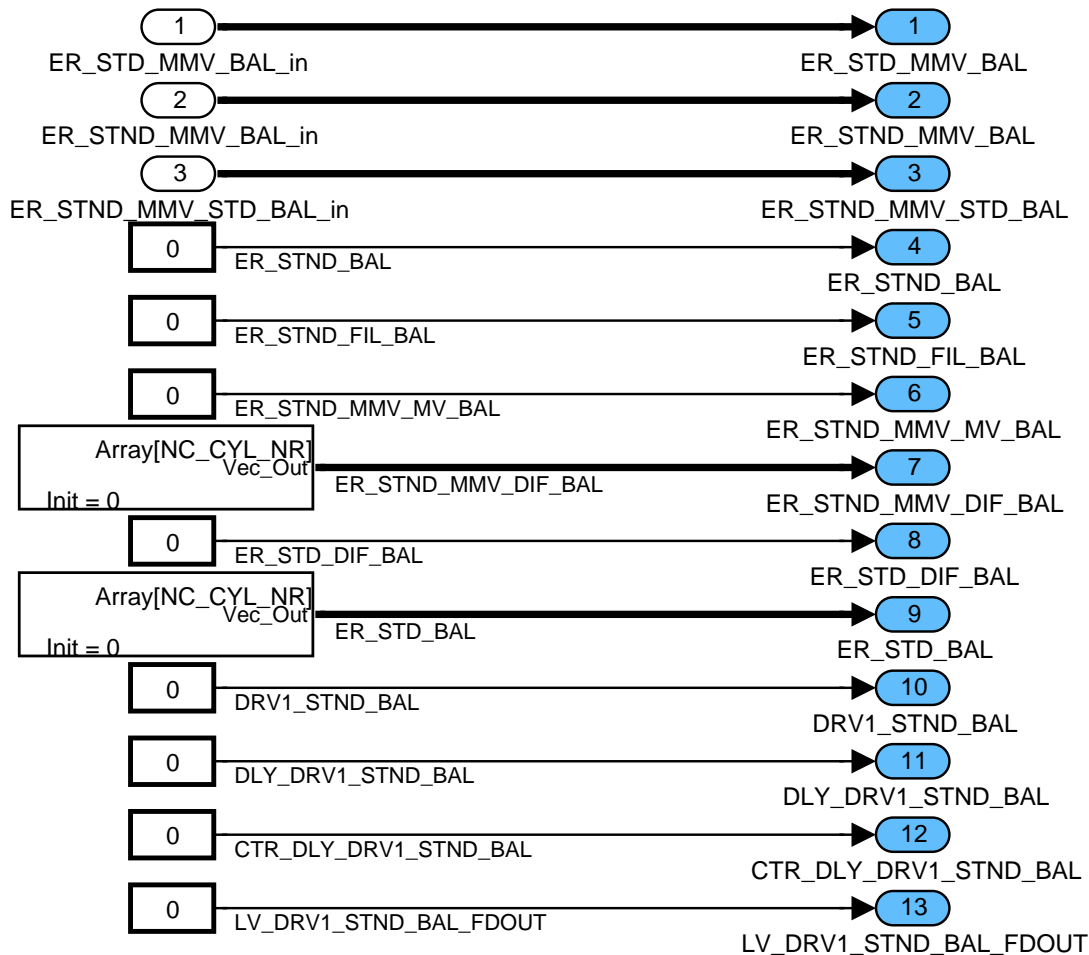 1 1
ER_STD_MMV_BAL_in ER_STD_MMV_BAL
2 2
ER_STND_MMV_BAL_in ER_STND_MMV_BAL
3 3
ER_STND_MMV_STD_BAL_in ER_STND_MMV_STD_BAL
0 ER_STND_BAL 4
ER_STND_BAL
0 ER_STND_FIL_BAL 5
ER_STND_FIL_BAL
0 ER_STND_MMV_MV_BAL 6
ER_STND_MMV_MV_BAL
Array[NC_CYL_NR]
Vec_Out ER_STND_MMV_DIF_BAL 7
Init = 0 ER_STND_MMV_DIF_BAL
0 ER_STD_DIF_BAL 8
ER_STD_DIF_BAL
Array[NC_CYL_NR]
Vec_Out ER_STD_BAL 9
Init = 0 ER_STD_BAL
0 DRV1_STND_BAL 10
DRV1_STND_BAL
0 DLY_DRV1_STND_BAL 11
DLY_DRV1_STND_BAL
0 CTR_DLY_DRV1_STND_BAL 12
CTR_DLY_DRV1_STND_BAL
0 LV_DRV1_STND_BAL_FDOUT 13
LV_DRV1_STND_BAL_FDOUT